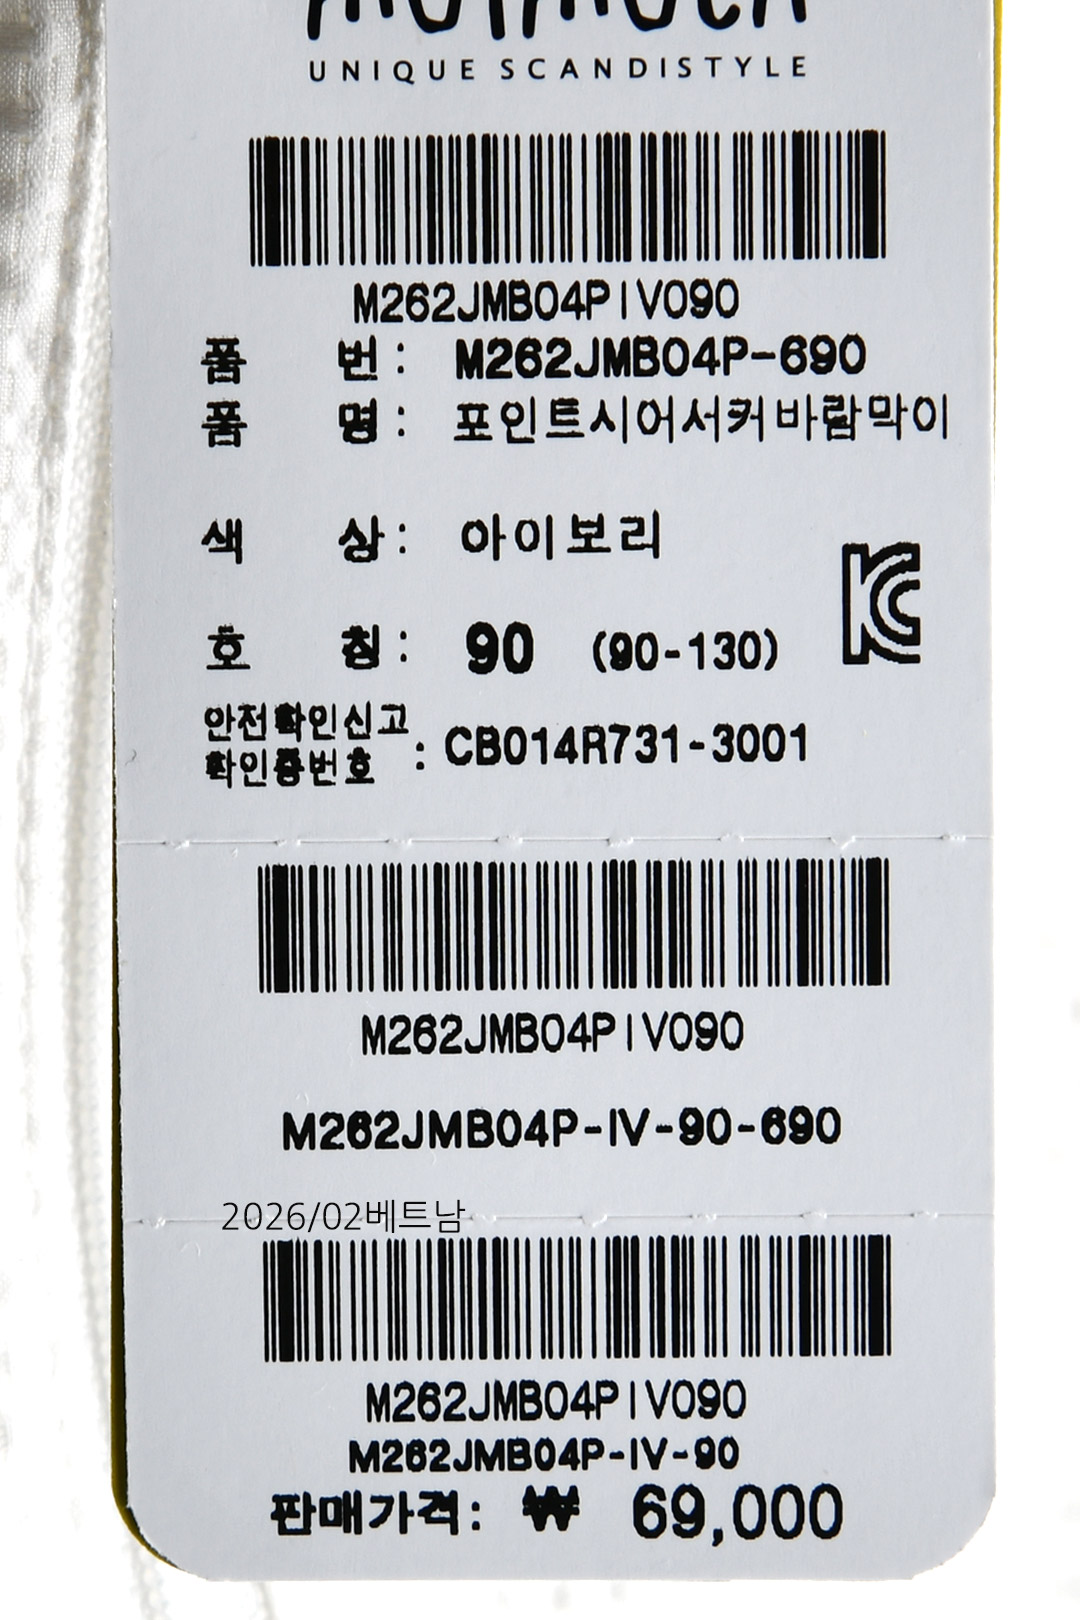 UNIQUE SCANDISTYLE
M262JMB04PIV090
품 번 : M262JMB04P-690
품 명 : 포인트시어서커바람막이
색 상 : 아이보리
호 칭 : 90 (90-130)
안전확인신고
확인증번호 : CB014R731-3001
M262JMB04PIV090
M262JMB04P-IV-90-690
2026/02베트남
M262JMB04PIV090
M262JMB04P-IV-90
판매가격: ₩ 69,000